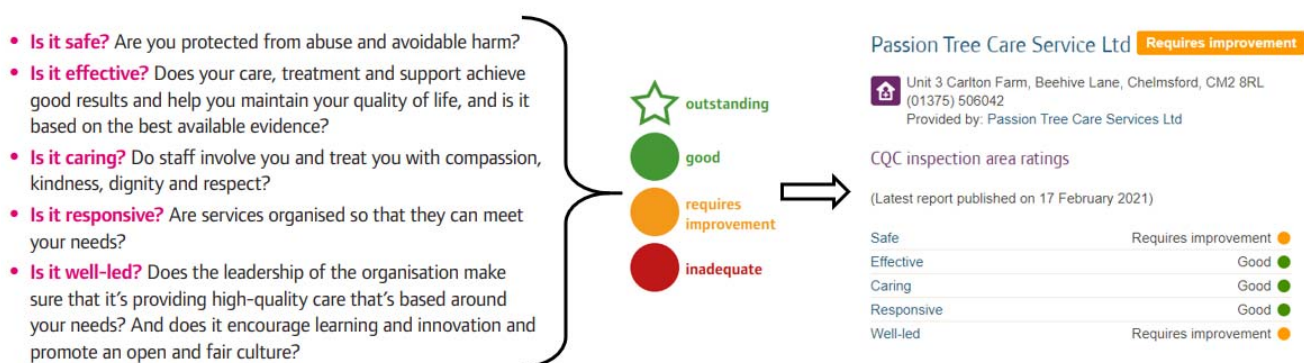 • Is it safe? Are you protected from abuse and avoidable harm?
• Is it effective? Does your care, treatment and support achieve
good results and help you maintain your quality of life, and is it
based on the best available evidence?
• Is it caring? Do staff involve you and treat you with compassion,
kindness, dignity and respect?
• Is it responsive? Are services organised so that they can meet
your needs?
• Is it well-led? Does the leadership of the organisation make
sure that it’s providing high-quality care that’s based around
your needs? And does it encourage learning and innovation and
promote an open and fair culture?
outstanding
good
requires
improvement
inadequate
Passion Tree Care Service Ltd Requires improvement
Unit 3 Carlton Farm, Beehive Lane, Chelmsford, CM2 8RL
(01375) 506042
Provided by: Passion Tree Care Services Ltd
CQC inspection area ratings
(Latest report published on 17 February 2021)
Safe Requires improvement
Effective Good
Caring Good
Responsive Good
Well-led Requires improvement